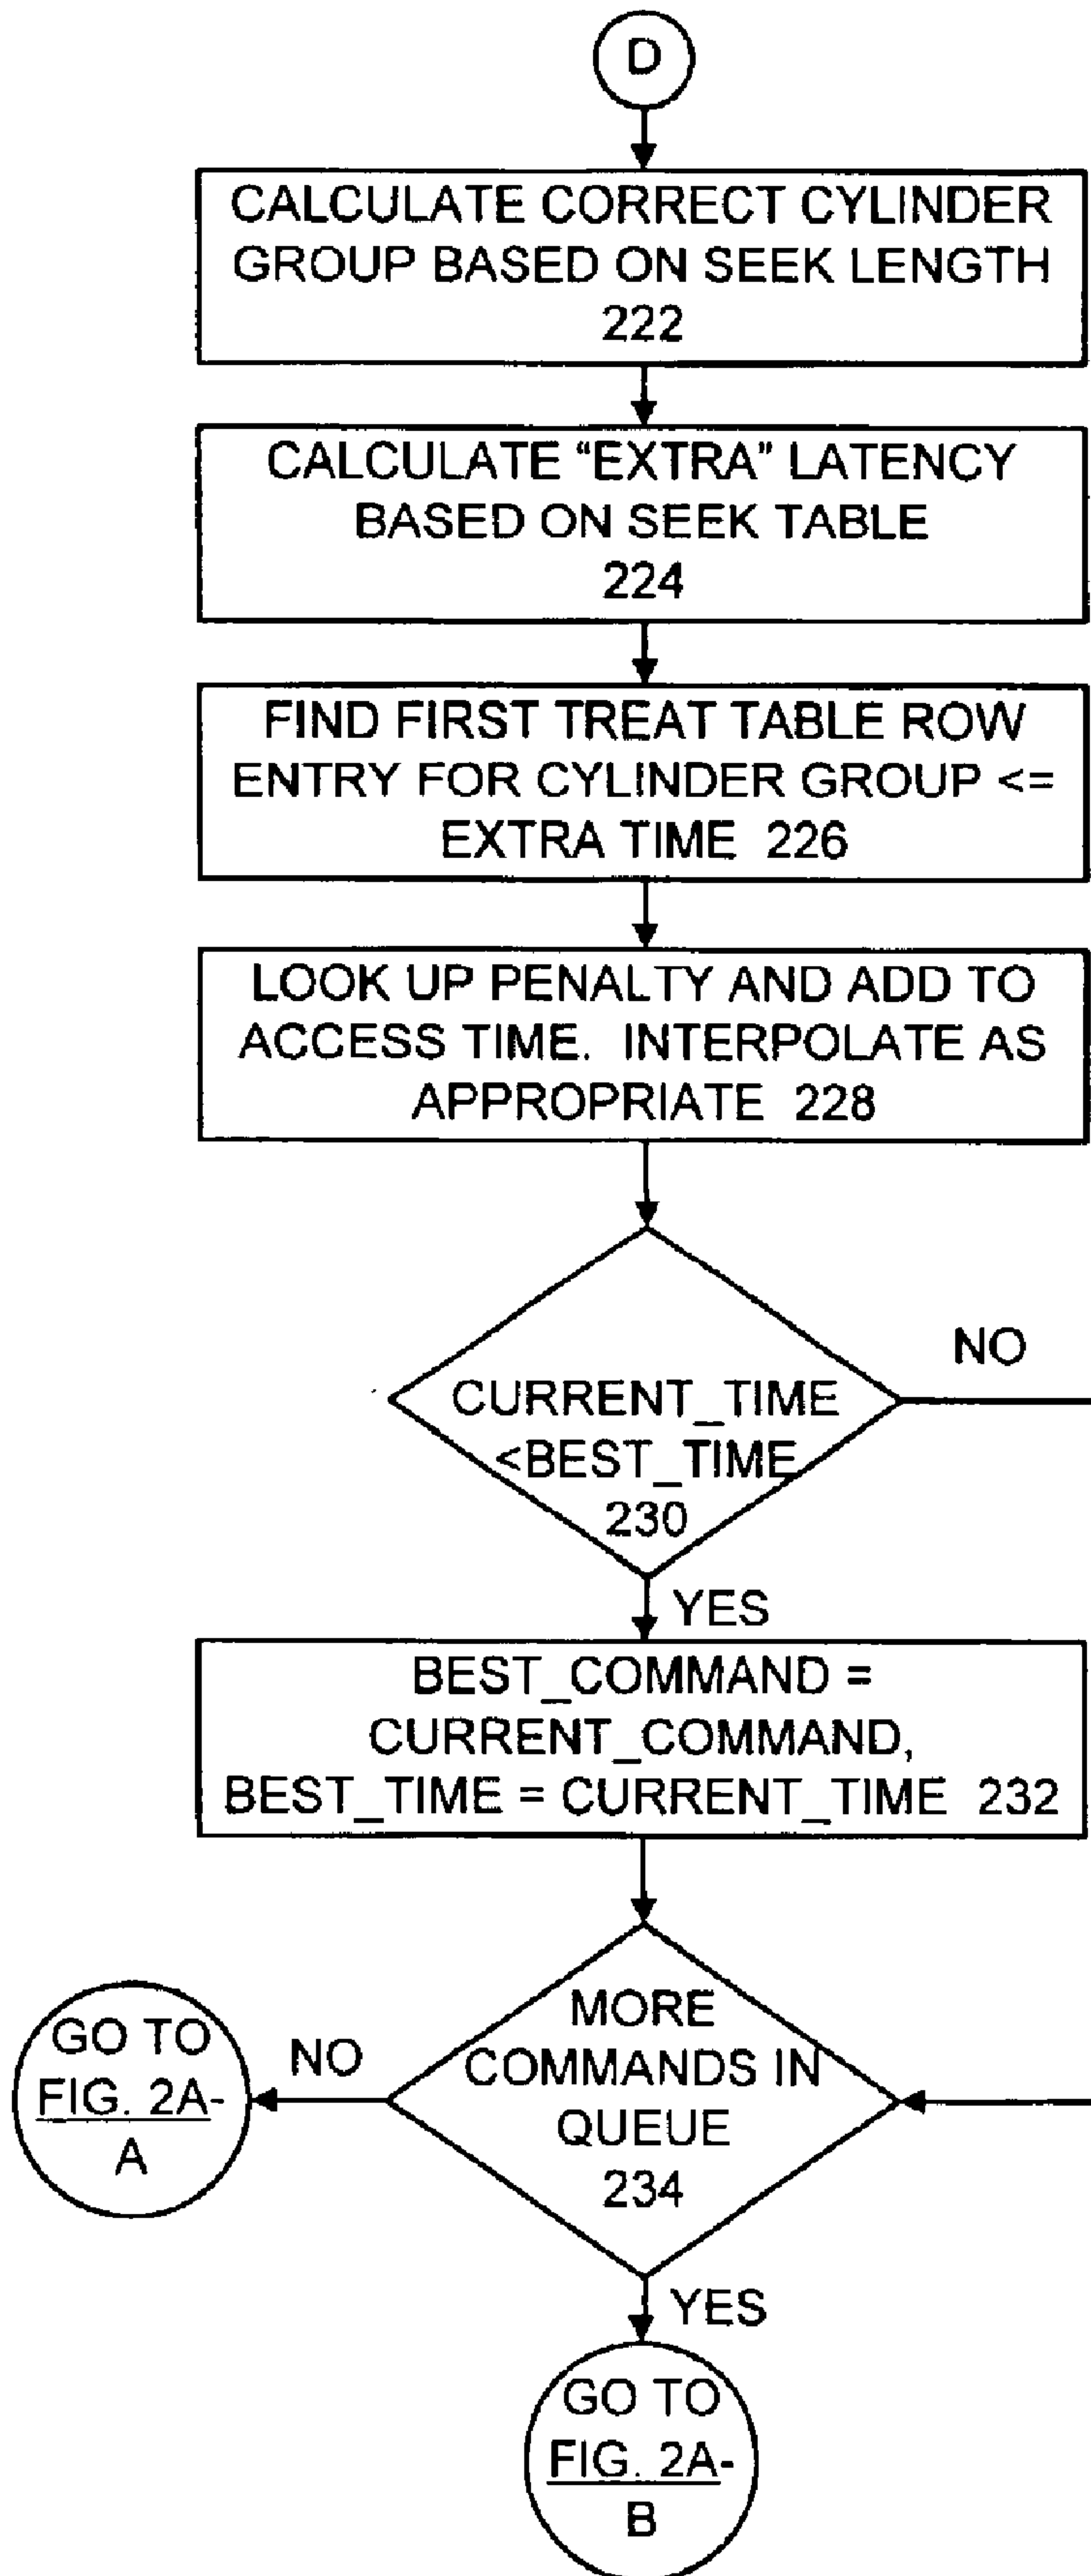 D
CALCULATE CORRECT CYLINDER
GROUP BASED ON SEEK LENGTH
222
CALCULATE “EXTRA” LATENCY
BASED ON SEEK TABLE
224
FIND FIRST TREAT TABLE ROW
ENTRY FOR CYLINDER GROUP <=
EXTRA TIME 226
LOOK UP PENALTY AND ADD TO
ACCESS TIME. INTERPOLATE AS
APPROPRIATE 228
NO
CURRENT_TIME
<BEST_TIME
230
YES
BEST_COMMAND =
CURRENT_COMMAND,
BEST_TIME = CURRENT_TIME 232
MORE
COMMANDS IN
QUEUE
234
NO
GO TO
FIG. 2A-
A
YES
GO TO
FIG. 2A-
B